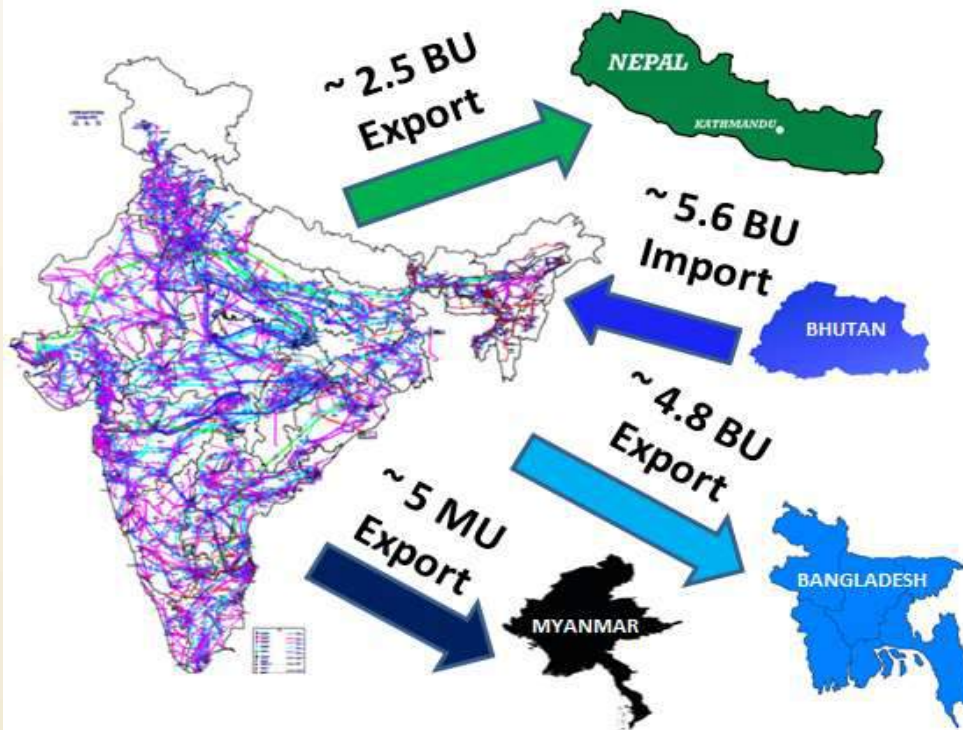 ~ 2.5 BU
Export
NEPAL
KATHMANDU
~ 5.6 BU
Import
BHUTAN
~4.8 BU
Export
~ 5 MU
Export
BANGLADESH
MYANMAR